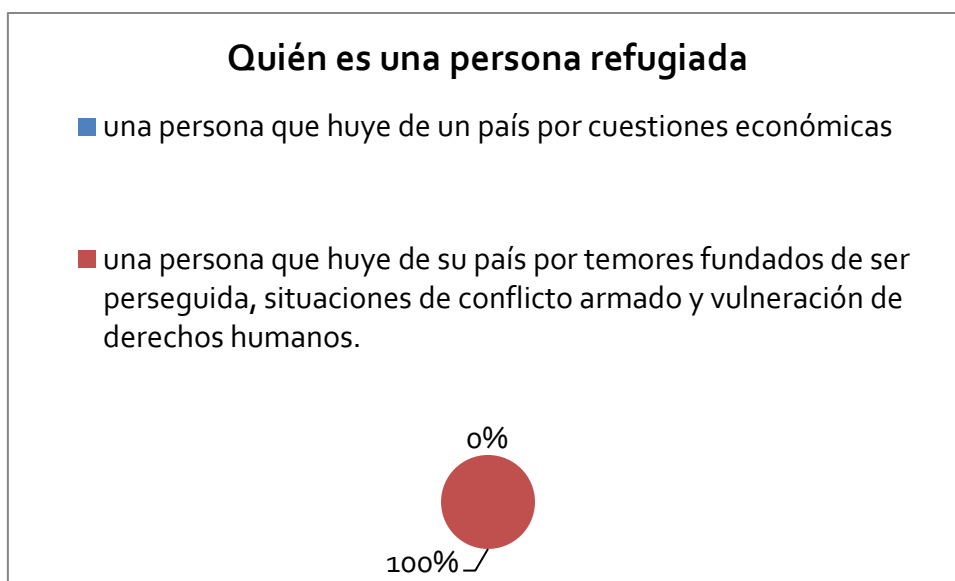 Quién es una persona refugiada
una persona que huye de un país por cuestiones económicas
una persona que huye de su país por temores fundados de ser
perseguida, situaciones de conflicto armado y vulneración de
derechos humanos.
0%
100%